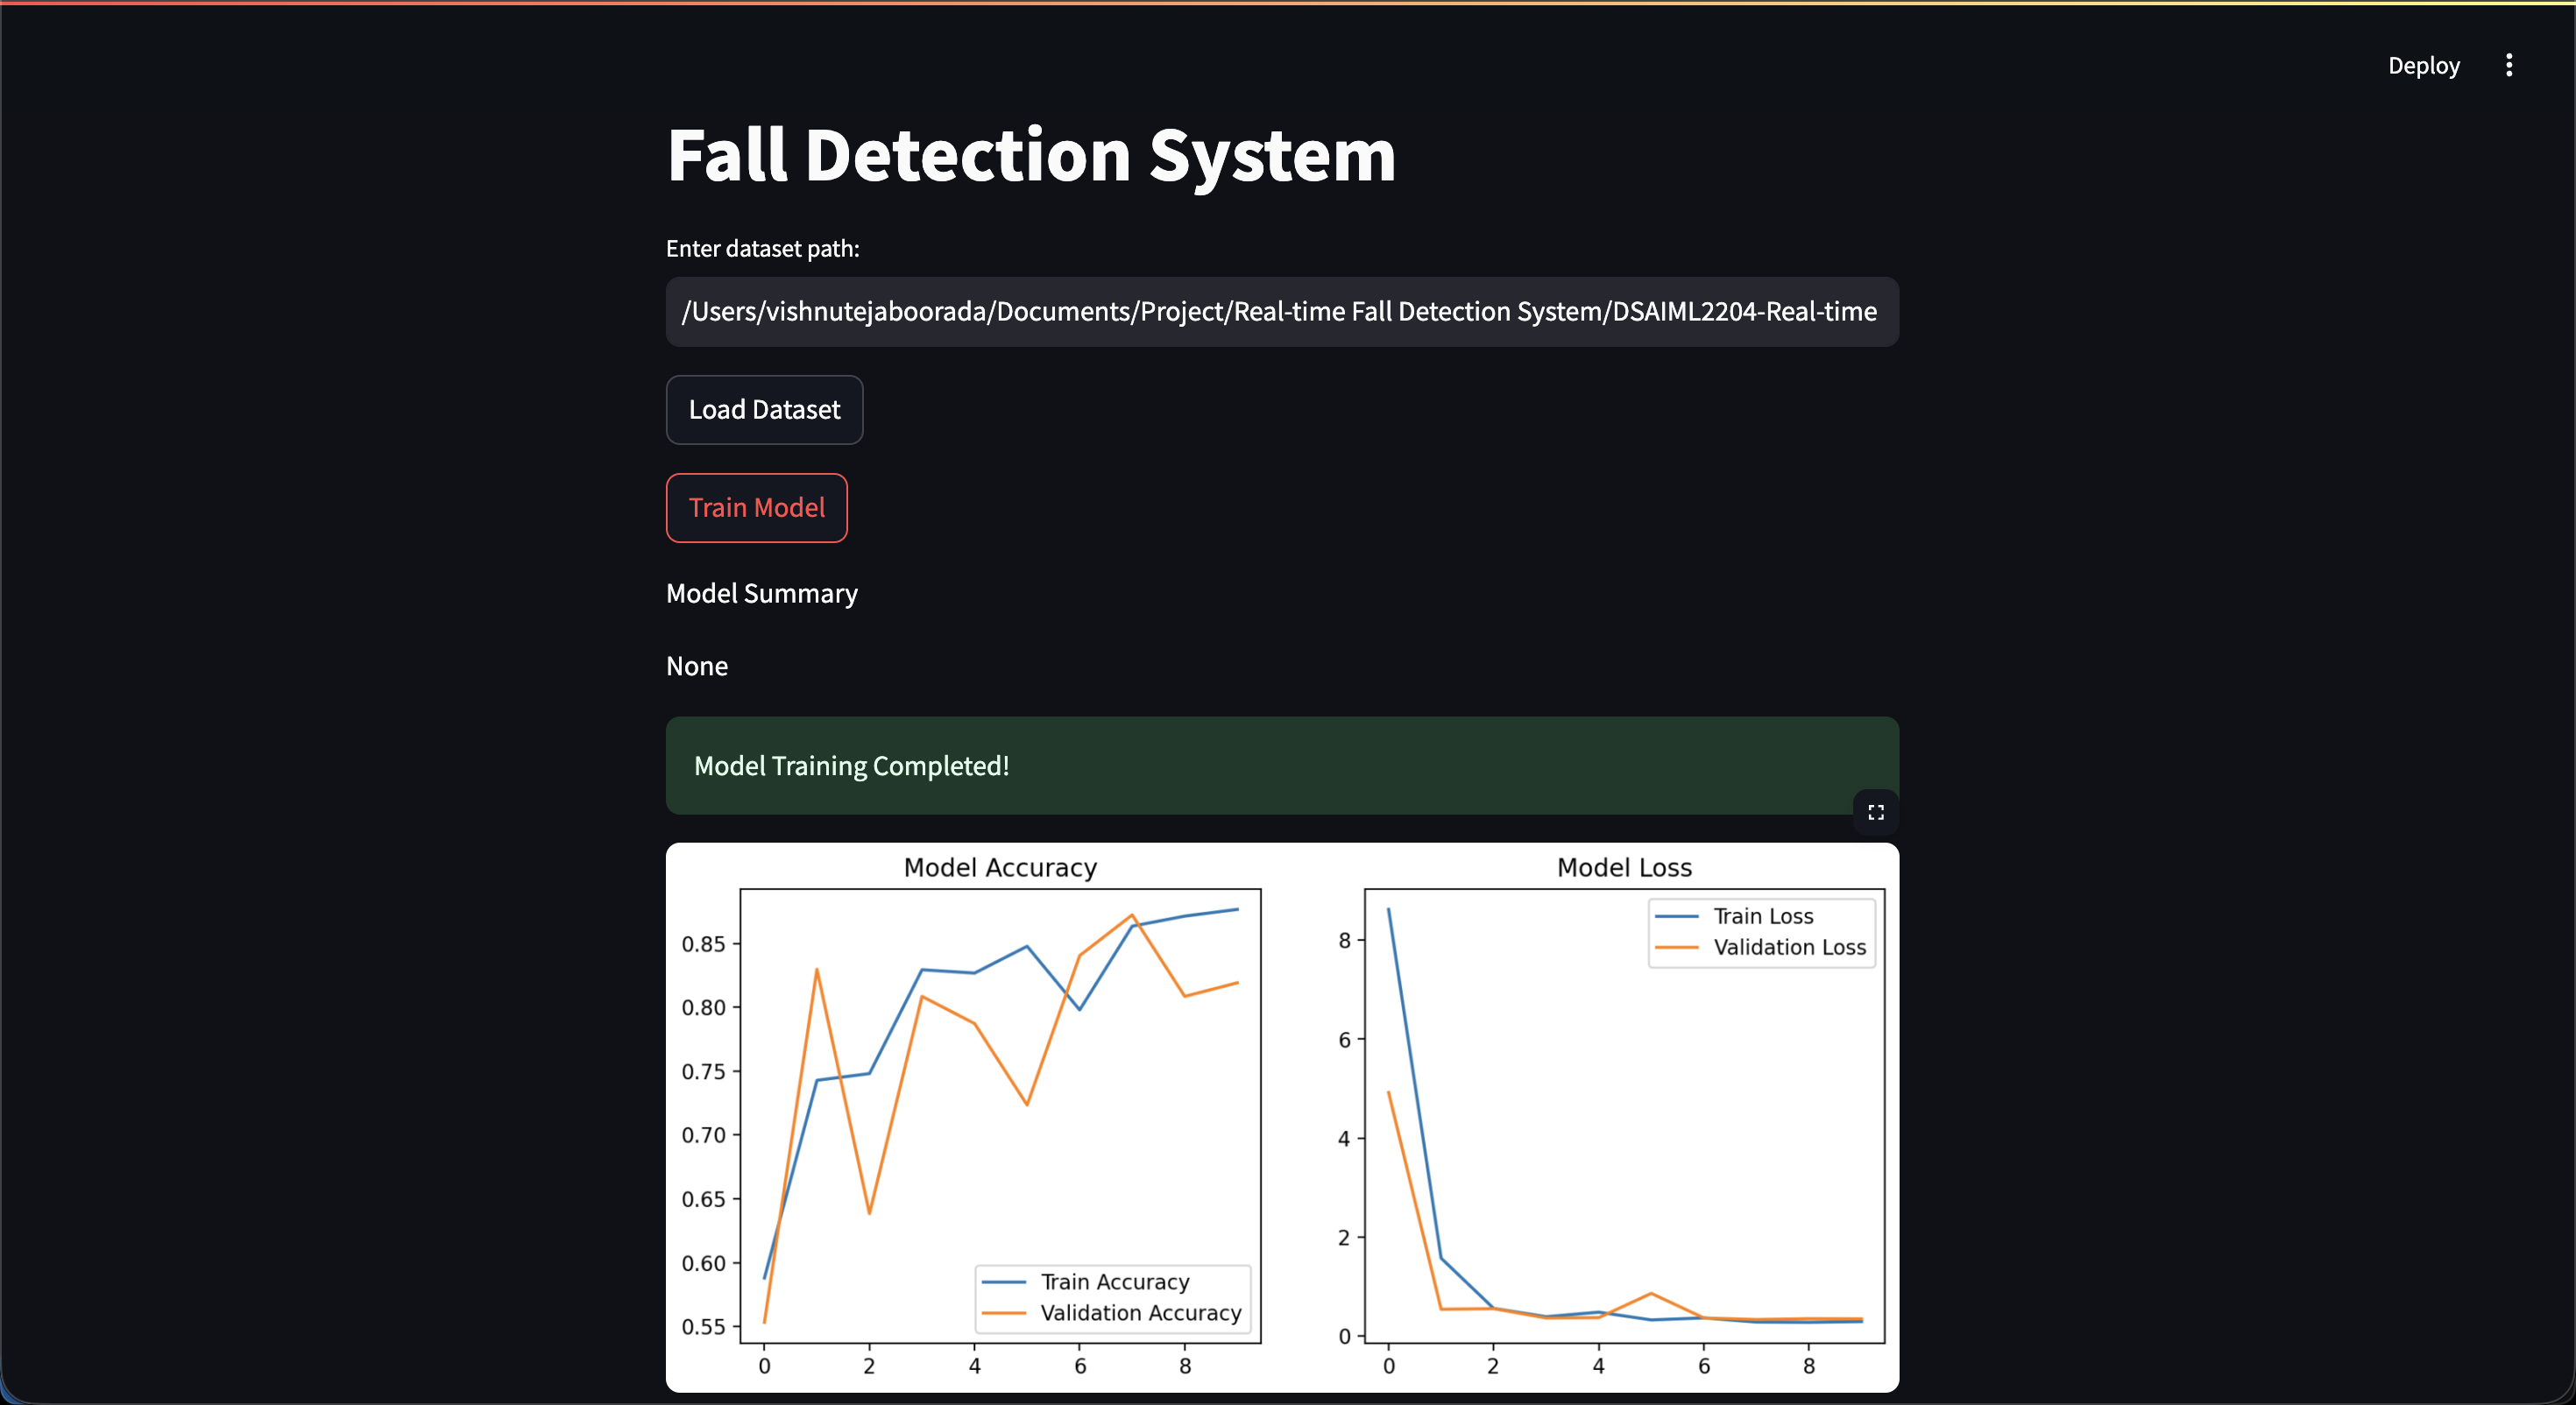 Deploy
Fall Detection System
Enter dataset path:
/Users/vishnutejaboorada/Documents/Project/Real-time Fall Detection System/DSAIML2204-Real-time
Load Dataset
Train Model
Model Summary
None
Model Training Completed!
Model Accuracy
0.85
0.80
0.75
0.70
0.65
0.60
0.55
Train Accuracy
Validation Accuracy
0 2 4 6 8
Model Loss
Train Loss
Validation Loss
8
6
4
2
0
0 2 4 6 8